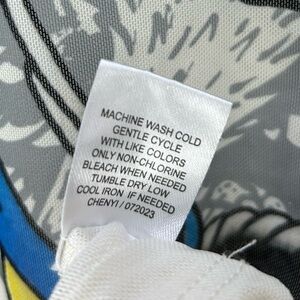 MACHINE WASH COLD
GENTLE CYCLE
WITH LIKE COLORS
ONLY NON-CHLORINE
BLEACH WHEN NEEDED
TUMBLE DRY LOW
COOL IRON IF NEEDED
CHENYI / 072023